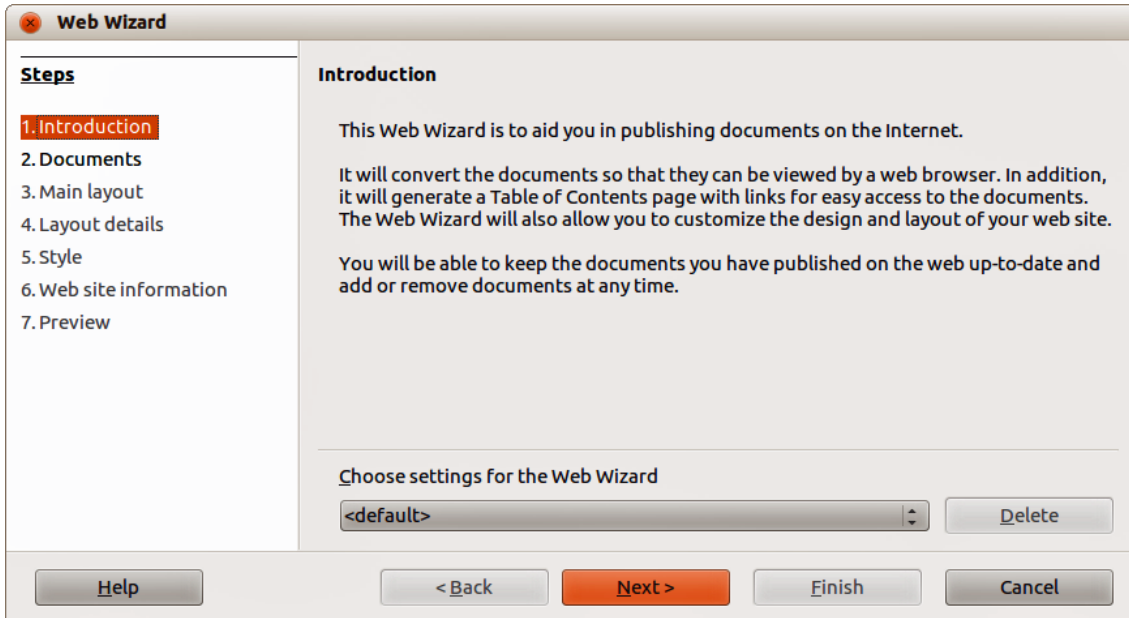 Web Wizard
Steps
1. Introduction
2. Documents
3. Main layout
4. Layout details
5. Style
6. Web site information
7. Preview
Introduction
This Web Wizard is to aid you in publishing documents on the Internet.
It will convert the documents so that they can be viewed by a web browser. In addition,
it will generate a Table of Contents page with links for easy access to the documents.
The Web Wizard will also allow you to customize the design and layout of your web site.
You will be able to keep the documents you have published on the web up-to-date and
add or remove documents at any time.
Choose settings for the Web Wizard
<default>
Delete
Help
< Back
Next >
Finish
Cancel